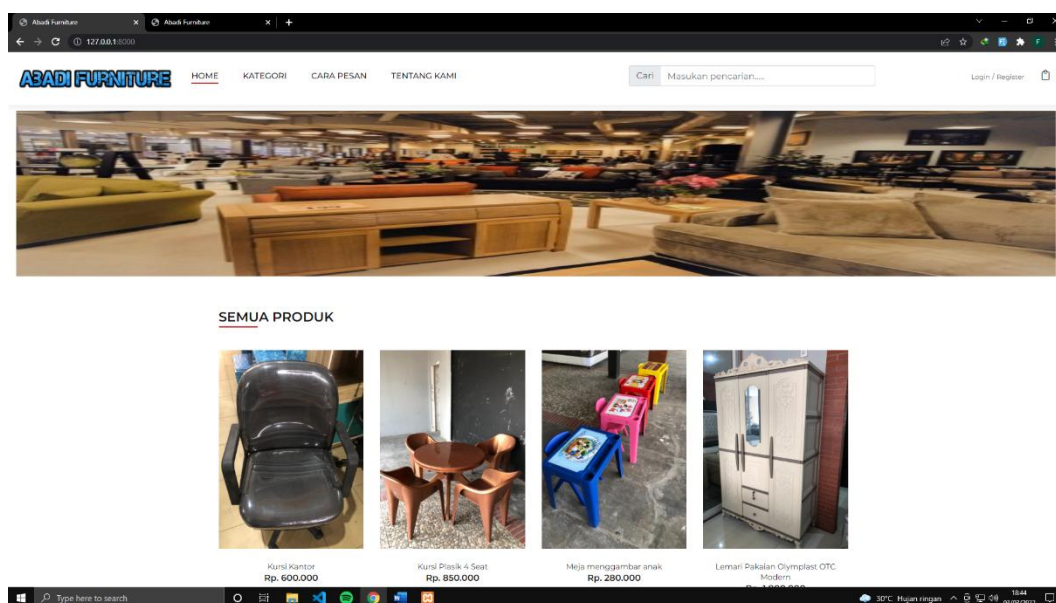 Abadi Furniture
Abadi Furniture
127.0.0.1:8000
ABADI FURNITURE
HOME
KATEGORI
CARA PESAN
TENTANG KAMI
Cari
Masukan pencarian.....
Login / Register
SEMUA PRODUK
Kursi Kantor
Rp. 600.000
Kursi Plasik 4 Seat
Rp. 850.000
Meja menggambar anak
Rp. 280.000
Lemari Pakaian Olymplast OTC
Modern
Type here to search
30°C Hujan ringan
18:44